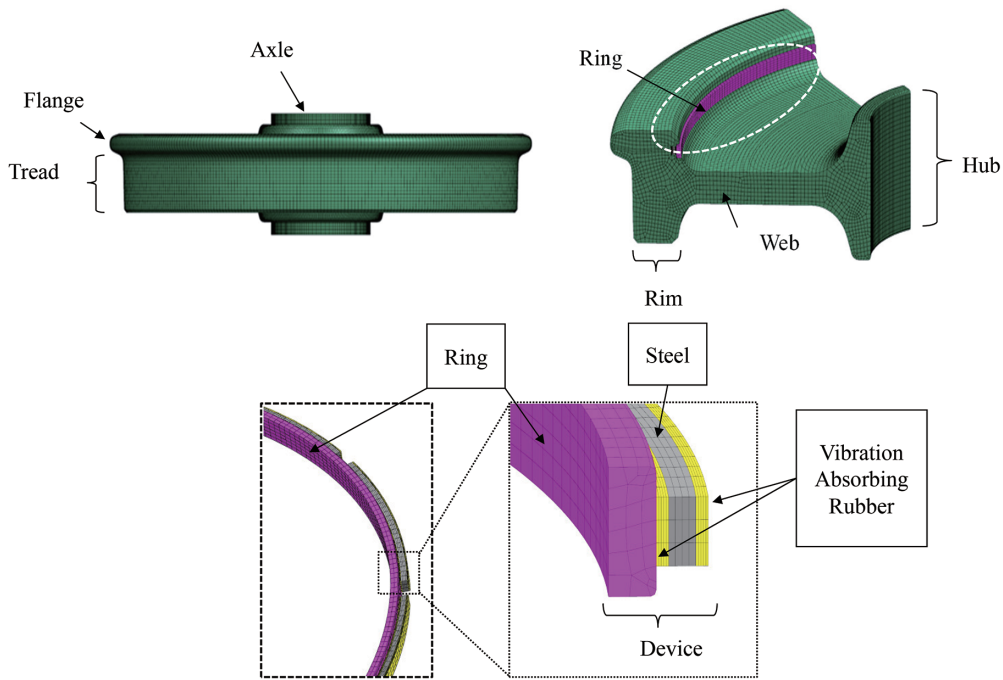 Axle
Flange
Tread
Ring
Hub
Web
Rim
Ring
Steel
Vibration
Absorbing
Rubber
Device